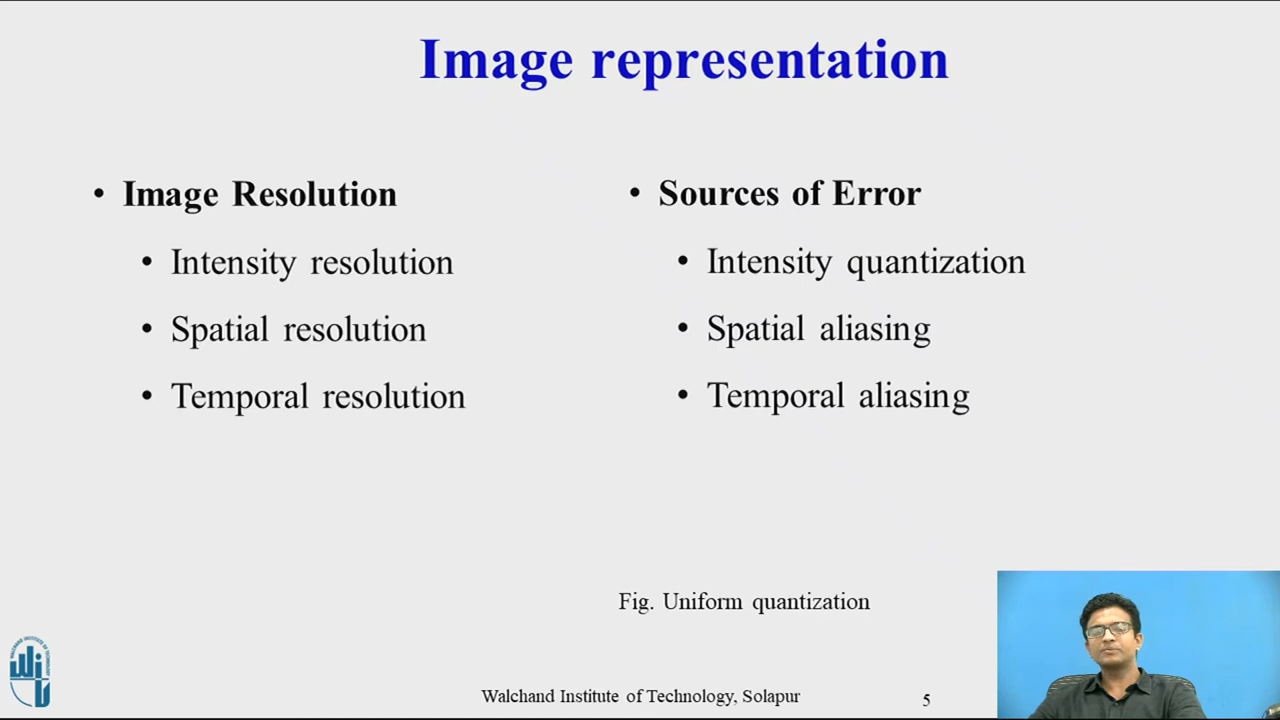 Image representation
• Image Resolution
• Intensity resolution
• Spatial resolution
• Temporal resolution
• Sources of Error
• Intensity quantization
• Spatial aliasing
• Temporal aliasing
Fig. Uniform quantization
Walchand Institute of Technology, Solapur
5